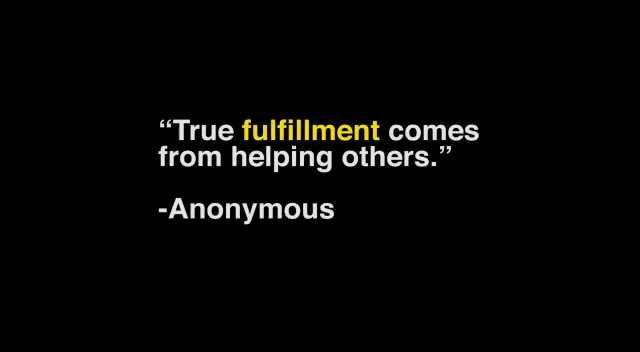 “True fulfillment comes
from helping others.”
-Anonymous